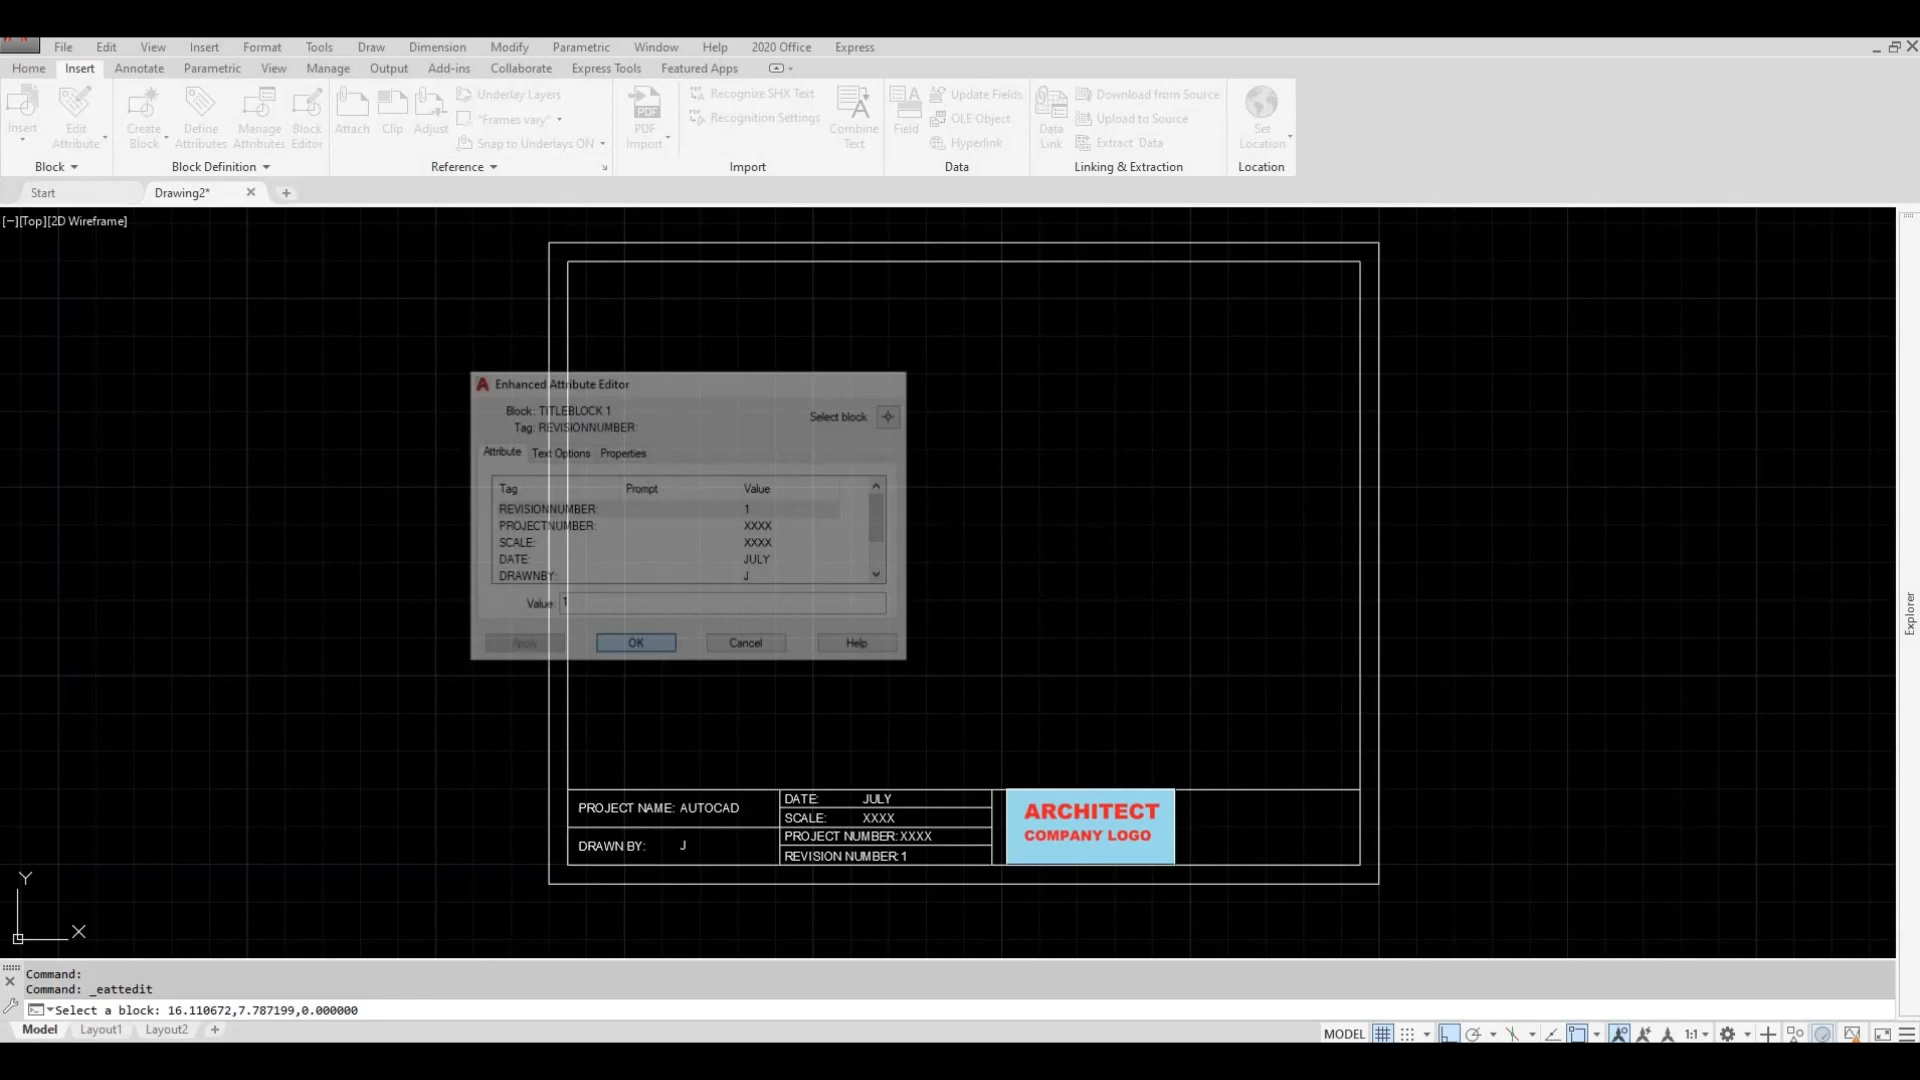 File Edit View Insert Format Tools Draw Dimension Modify Parametric Window Help 2020 Office Express
Home Insert Annotate Parametric View Manage Output Add-ins Collaborate Express Tools Featured Apps
Insert
Edit Attribute
Create Block
Define Attributes
Manage Attributes
Block Editor
Attach
Clip
Adjust
Underlay Layers
*Frames vary*
Snap to Underlays ON
PDF Import
Recognize SHX Text
Recognition Settings
Combine Text
Field
Update Fields
OLE Object
Hyperlink
Data Link
Download from Source
Upload to Source
Extract Data
Set Location
Block Block Definition Reference Import Data Linking & Extraction Location
Start Drawing2*
[−][Top][2D Wireframe]
Enhanced Attribute Editor
Block: TITLEBLOCK 1
Tag: REVISIONNUMBER:
Select block
Attribute Text Options Properties
Tag Prompt Value
REVISIONNUMBER: 1
PROJECTNUMBER: XXXX
SCALE: XXXX
DATE: JULY
DRAWNBY: J
Value: 1
Apply OK Cancel Help
PROJECT NAME: AUTOCAD
DRAWN BY: J
DATE: JULY
SCALE: XXXX
PROJECT NUMBER: XXXX
REVISION NUMBER: 1
ARCHITECT
COMPANY LOGO
Explorer
Y
X
Command:
Command: _eattedit
Select a block: 16.110672,7.787199,0.000000
Model Layout1 Layout2 +
MODEL 1:1